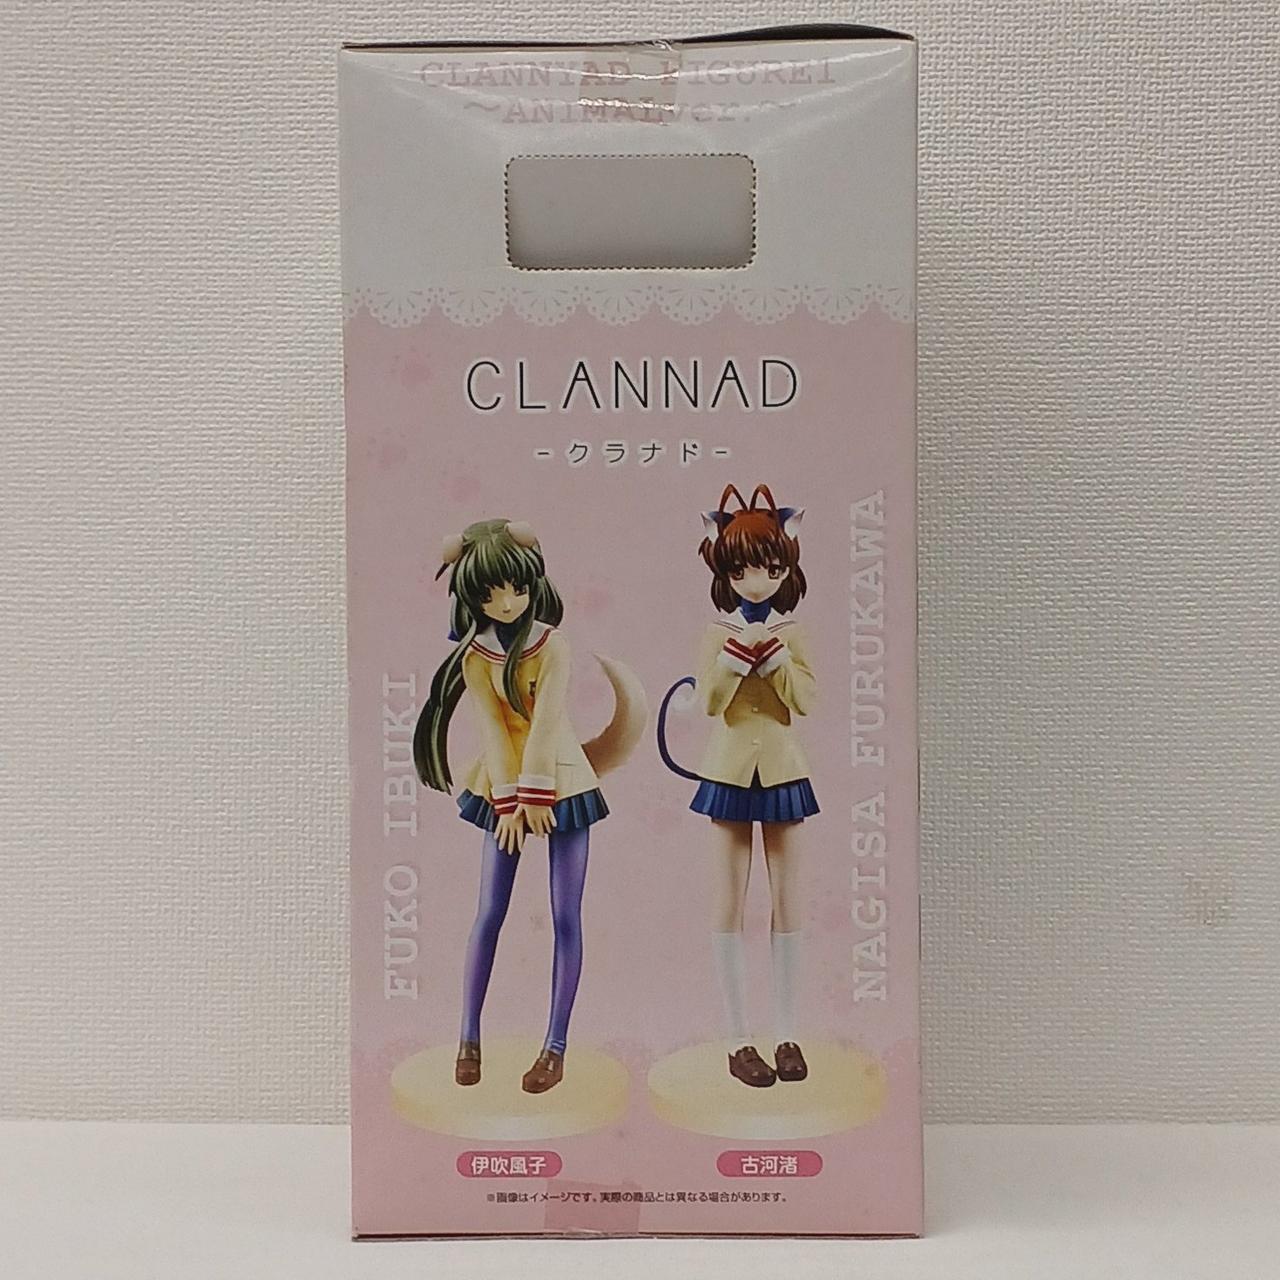 CLANNYAD FIGURE1
～ANIMALver.～
CLANNAD
-クラナド-
FUKO IBUKI
NAGISA FURUKAWA
伊吹風子
古河渚
※画像はイメージです。実際の商品とは異なる場合があります。